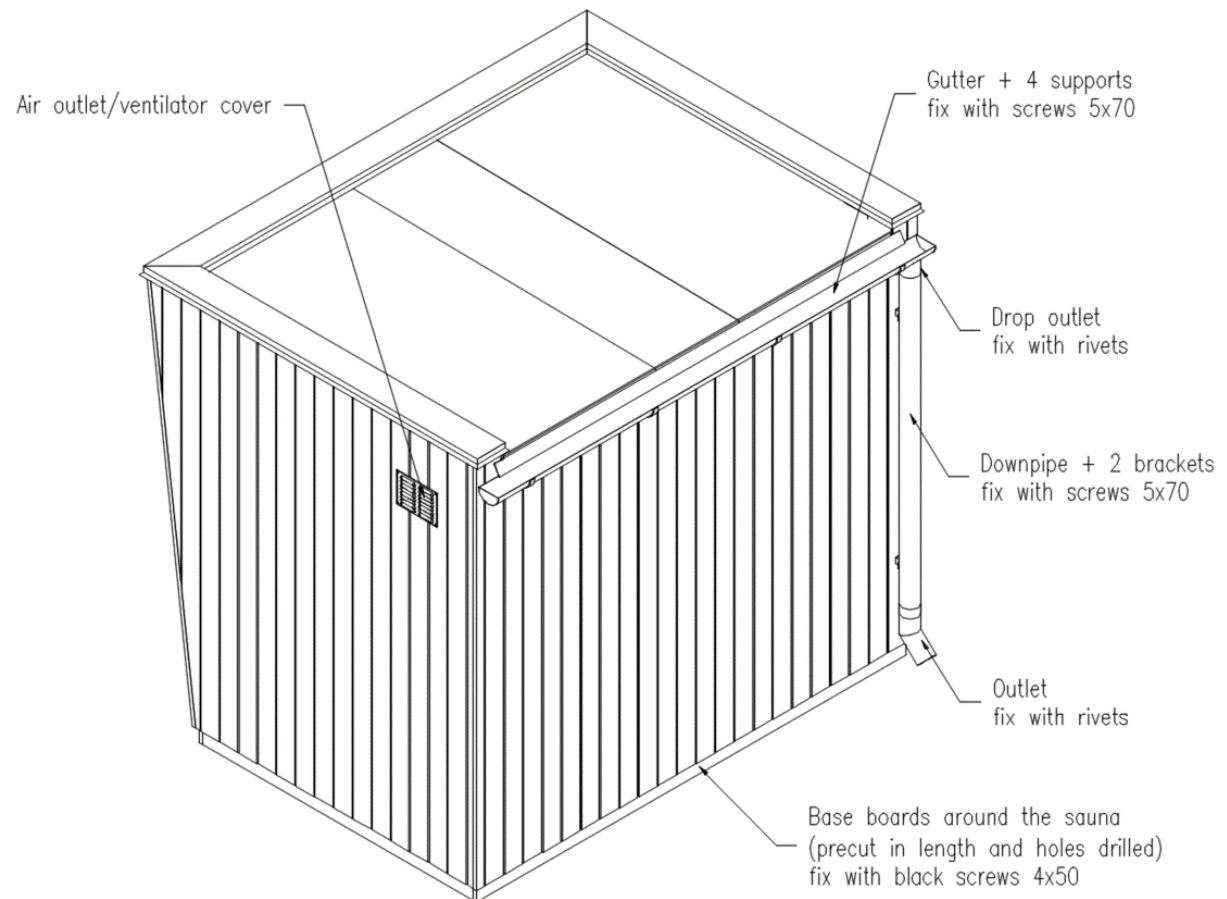 Air outlet/ventilator cover
Gutter + 4 supports
fix with screws 5x70
Drop outlet
fix with rivets
Downpipe + 2 brackets
fix with screws 5x70
Outlet
fix with rivets
Base boards around the sauna
(precut in length and holes drilled)
fix with black screws 4x50